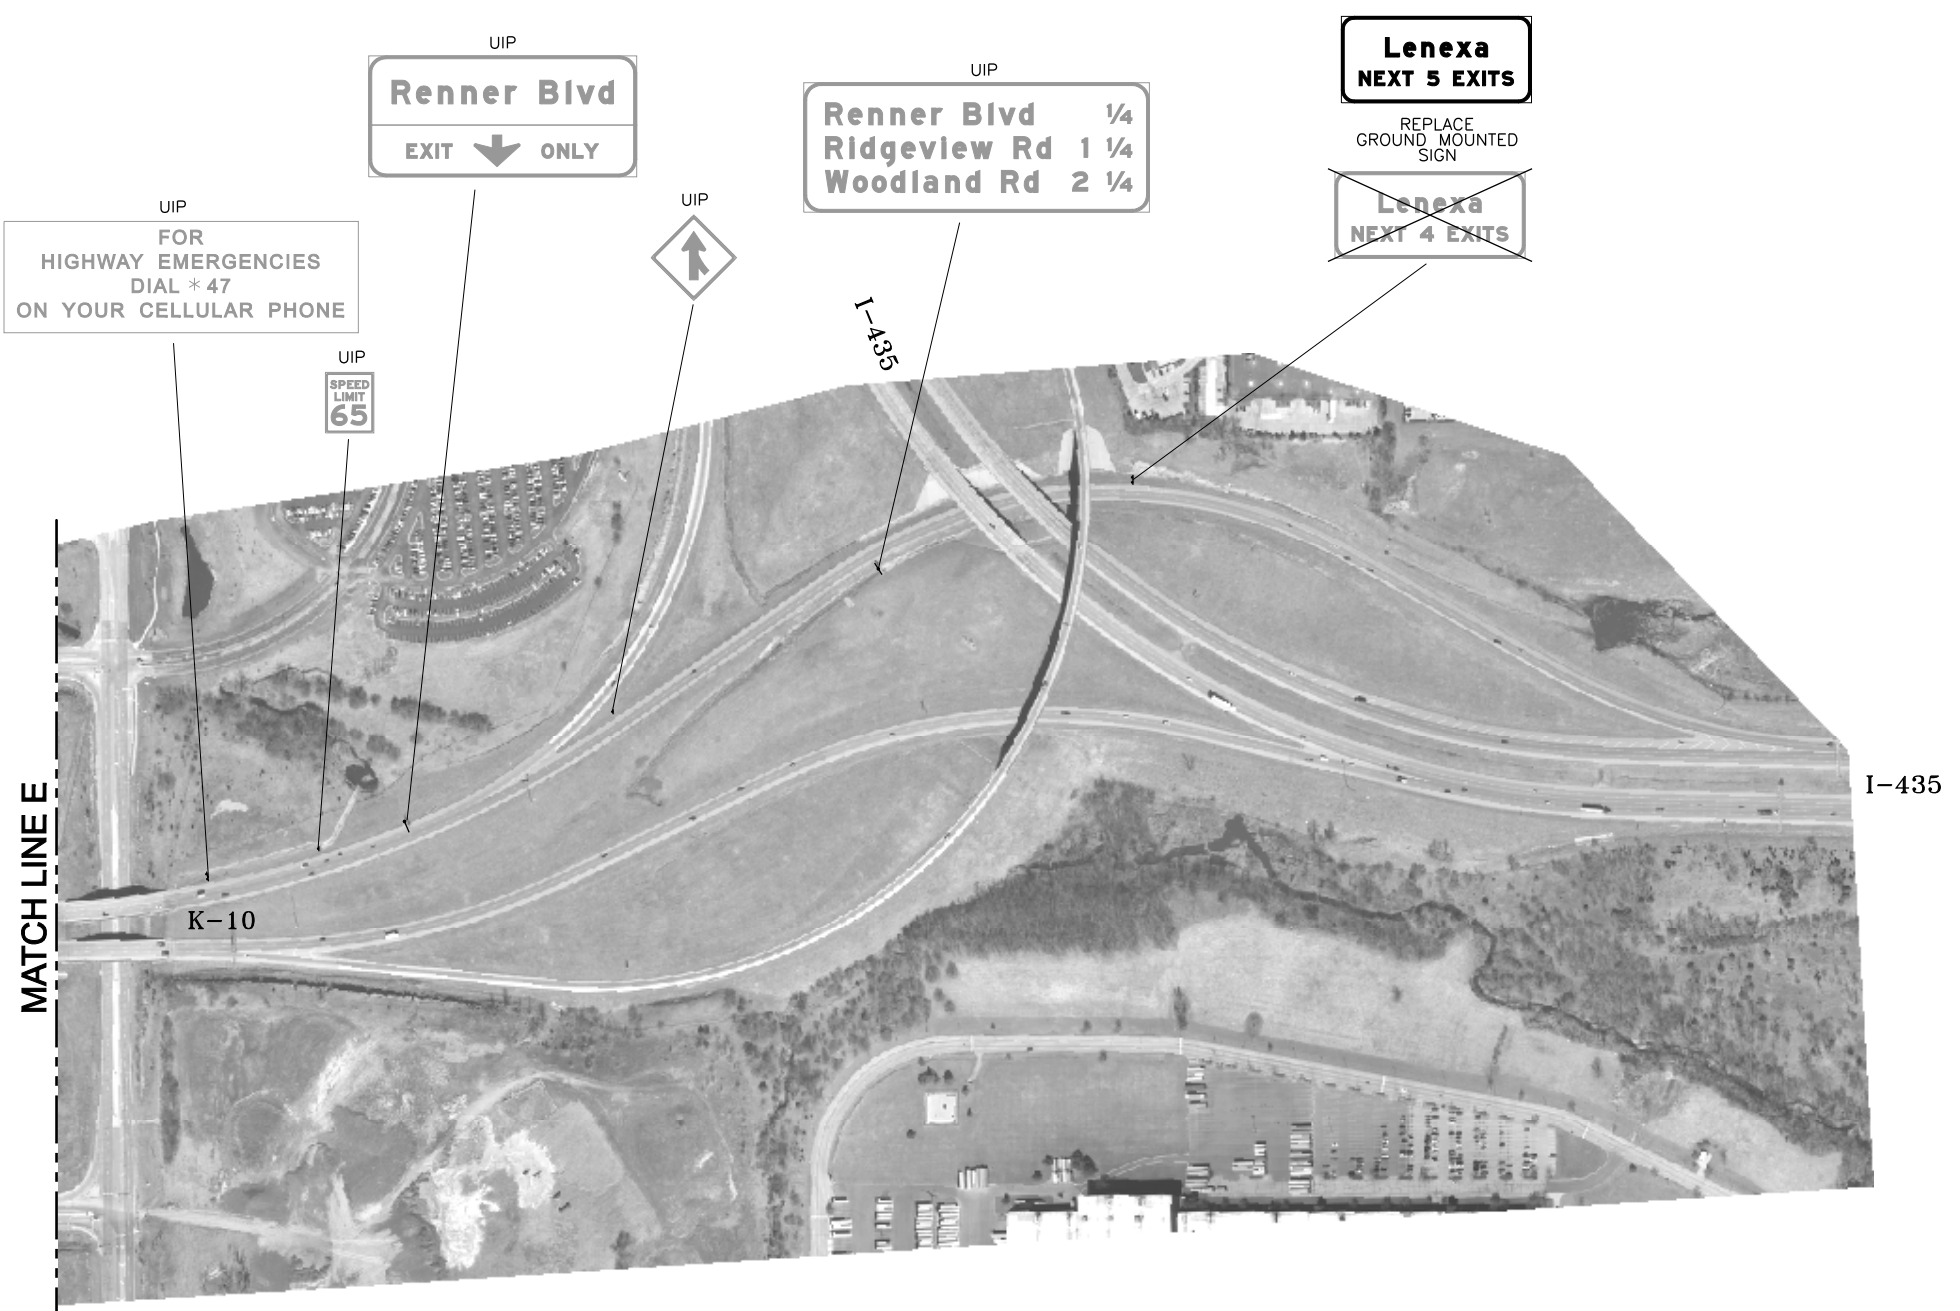 Lenexa
NEXT 5 EXITS
REPLACE
GROUND MOUNTED
SIGN
Lenexa
NEXT 4 EXITS
UIP
Renner Blvd
EXIT ONLY
UIP
Renner Blvd ¼
Ridgeview Rd 1 ¼
Woodland Rd 2 ¼
UIP
UIP
FOR
HIGHWAY EMERGENCIES
DIAL * 47
ON YOUR CELLULAR PHONE
UIP
SPEED
LIMIT
65
I-435
I-435
K-10
MATCH LINE E